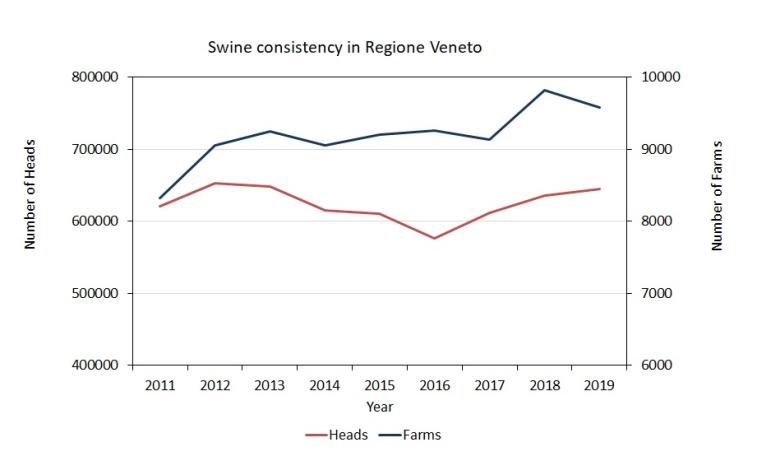 Swine consistency in Regione Veneto
800000
700000
600000
500000
400000
Number of Heads
10000
9000
8000
7000
6000
Number of Farms
2011 2012 2013 2014 2015 2016 2017 2018 2019
Year
Heads Farms